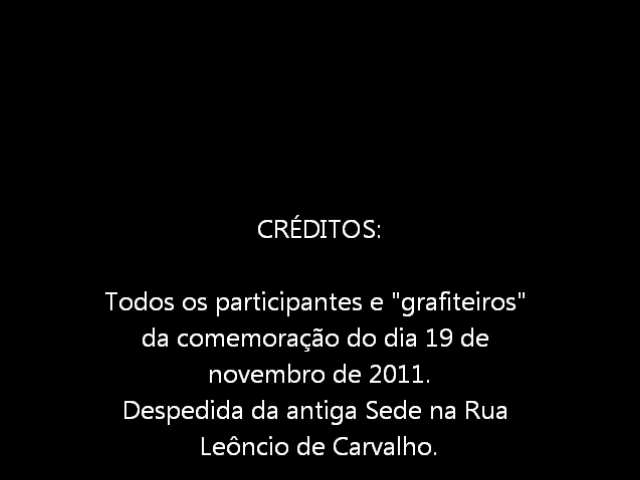 CRÉDITOS:
Todos os participantes e "grafiteiros"
da comemoração do dia 19 de
novembro de 2011.
Despedida da antiga Sede na Rua
Leôncio de Carvalho.